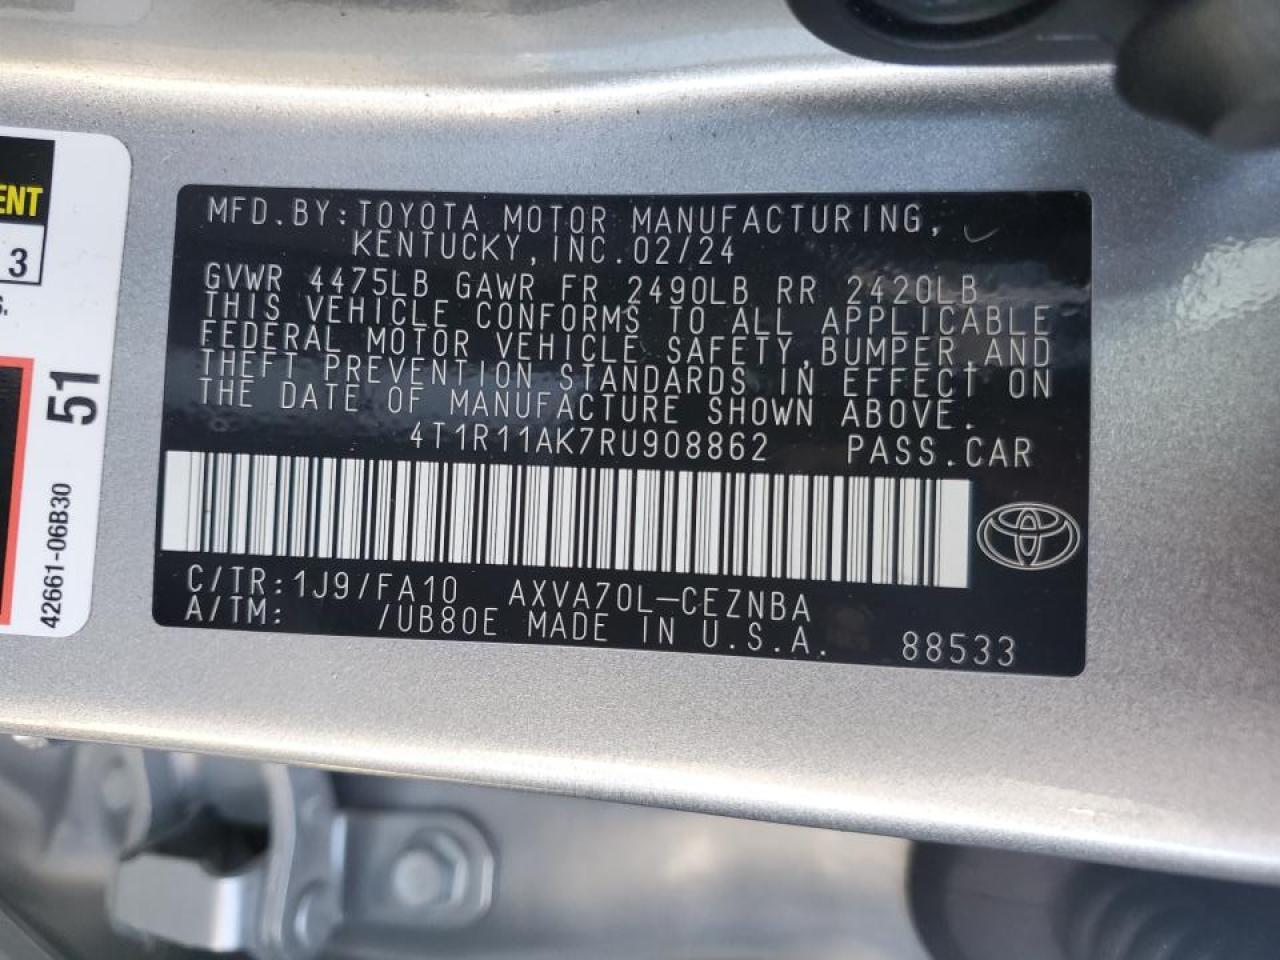 ENT
3
51
42661-06B30
MFD.BY:TOYOTA MOTOR MANUFACTURING,
KENTUCKY,INC.02/24
GVWR 4475LB GAWR FR 2490LB RR 2420LB
THIS VEHICLE CONFORMS TO ALL APPLICABLE
FEDERAL MOTOR VEHICLE SAFETY,BUMPER,AND
THEFT PREVENTION STANDARDS IN EFFECT ON
THE DATE OF MANUFACTURE SHOWN ABOVE.
4T1R11AK7RU908862 PASS.CAR
C/TR:1J9/FA10 AXVA70L-CEZNBA
A/TM: /UB80E MADE IN U.S.A. 88533